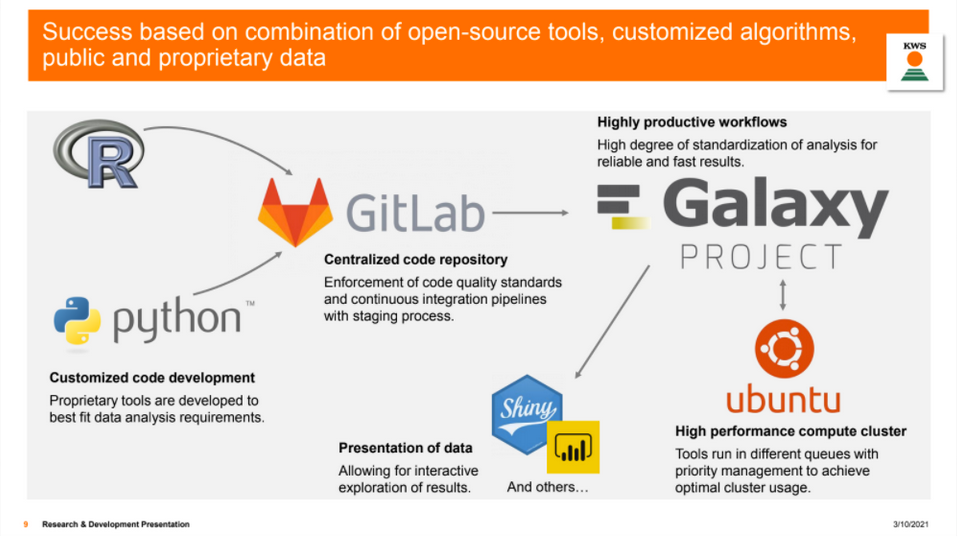 Success based on combination of open-source tools, customized algorithms,
public and proprietary data
KWS
R
GitLab
Centralized code repository
Enforcement of code quality standards
and continuous integration pipelines
with staging process.
python™
Customized code development
Proprietary tools are developed to
best fit data analysis requirements.
Highly productive workflows
High degree of standardization of analysis for
reliable and fast results.
Galaxy
PROJECT
ubuntu
High performance compute cluster
Tools run in different queues with
priority management to achieve
optimal cluster usage.
Shiny
Presentation of data
Allowing for interactive
exploration of results.
And others…
9 Research & Development Presentation
3/10/2021